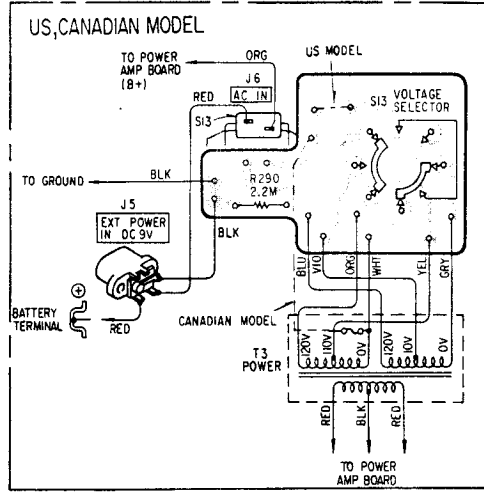 US,CANADIAN MODEL
TO POWER
AMP BOARD
(B+)
ORG
J6
AC IN
RED
S13
US MODEL
S13 VOLTAGE
SELECTOR
TO GROUND
BLK
R290
2.2M
J5
EXT POWER
IN DC 9V
BLK
BATTERY
TERMINAL
+
RED
BLU
VIO
ORG
WHT
YEL
GRY
CANADIAN MODEL
T3
POWER
120V
110V
0V
120V
110V
0V
RED
BLK
RED
TO POWER
AMP BOARD